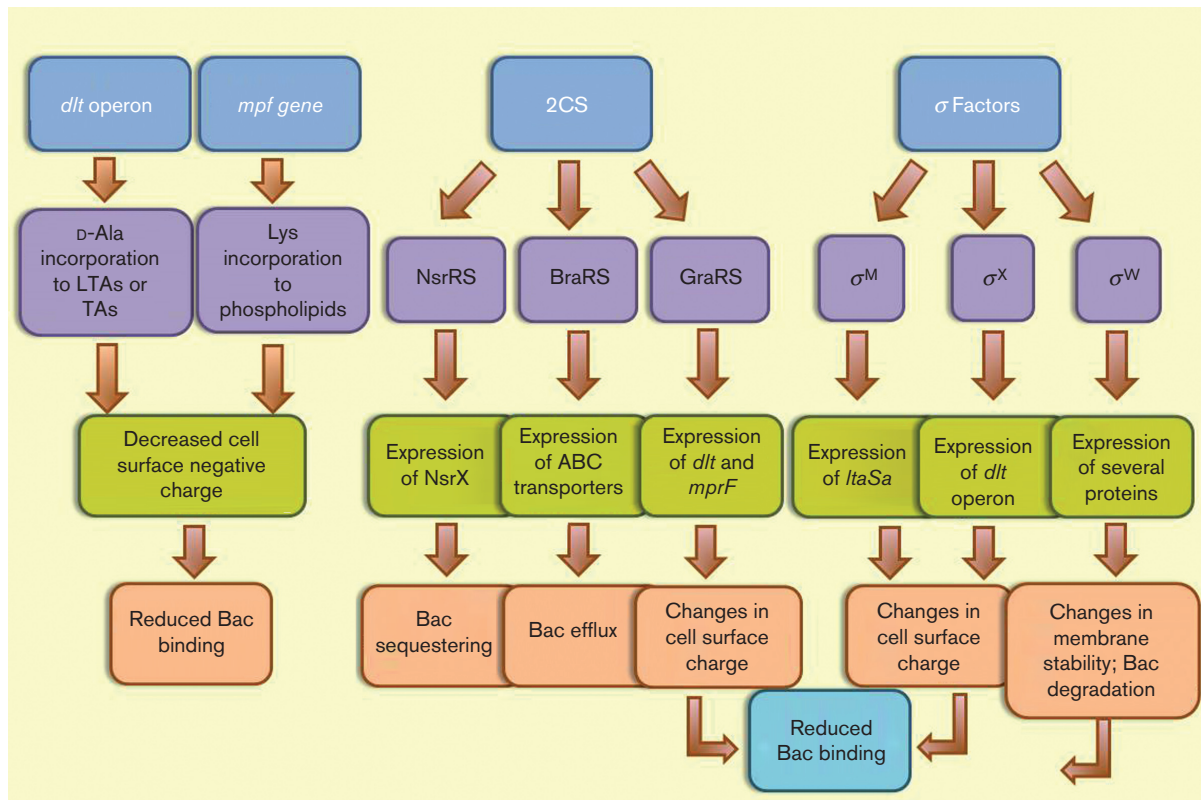 dlt operon
mpf gene
2CS
σ Factors
D-Ala
incorporation
to LTAs or
TAs
Lys
incorporation
to
phospholipids
NsrRS
BraRS
GraRS
σM
σX
σW
Decreased cell
surface negative
charge
Expression
of NsrX
Expression
of ABC
transporters
Expression
of dlt and
mprF
Expression
of ltaSa
Expression
of dlt
operon
Expression
of several
proteins
Reduced Bac
binding
Bac
sequestering
Bac efflux
Changes in
cell surface
charge
Changes in
cell surface
charge
Changes in
membrane
stability; Bac
degradation
Reduced
Bac binding